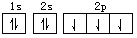 1s 2s 2p
↿⇂ ↿⇂ ⇃ ⇃ ⇃